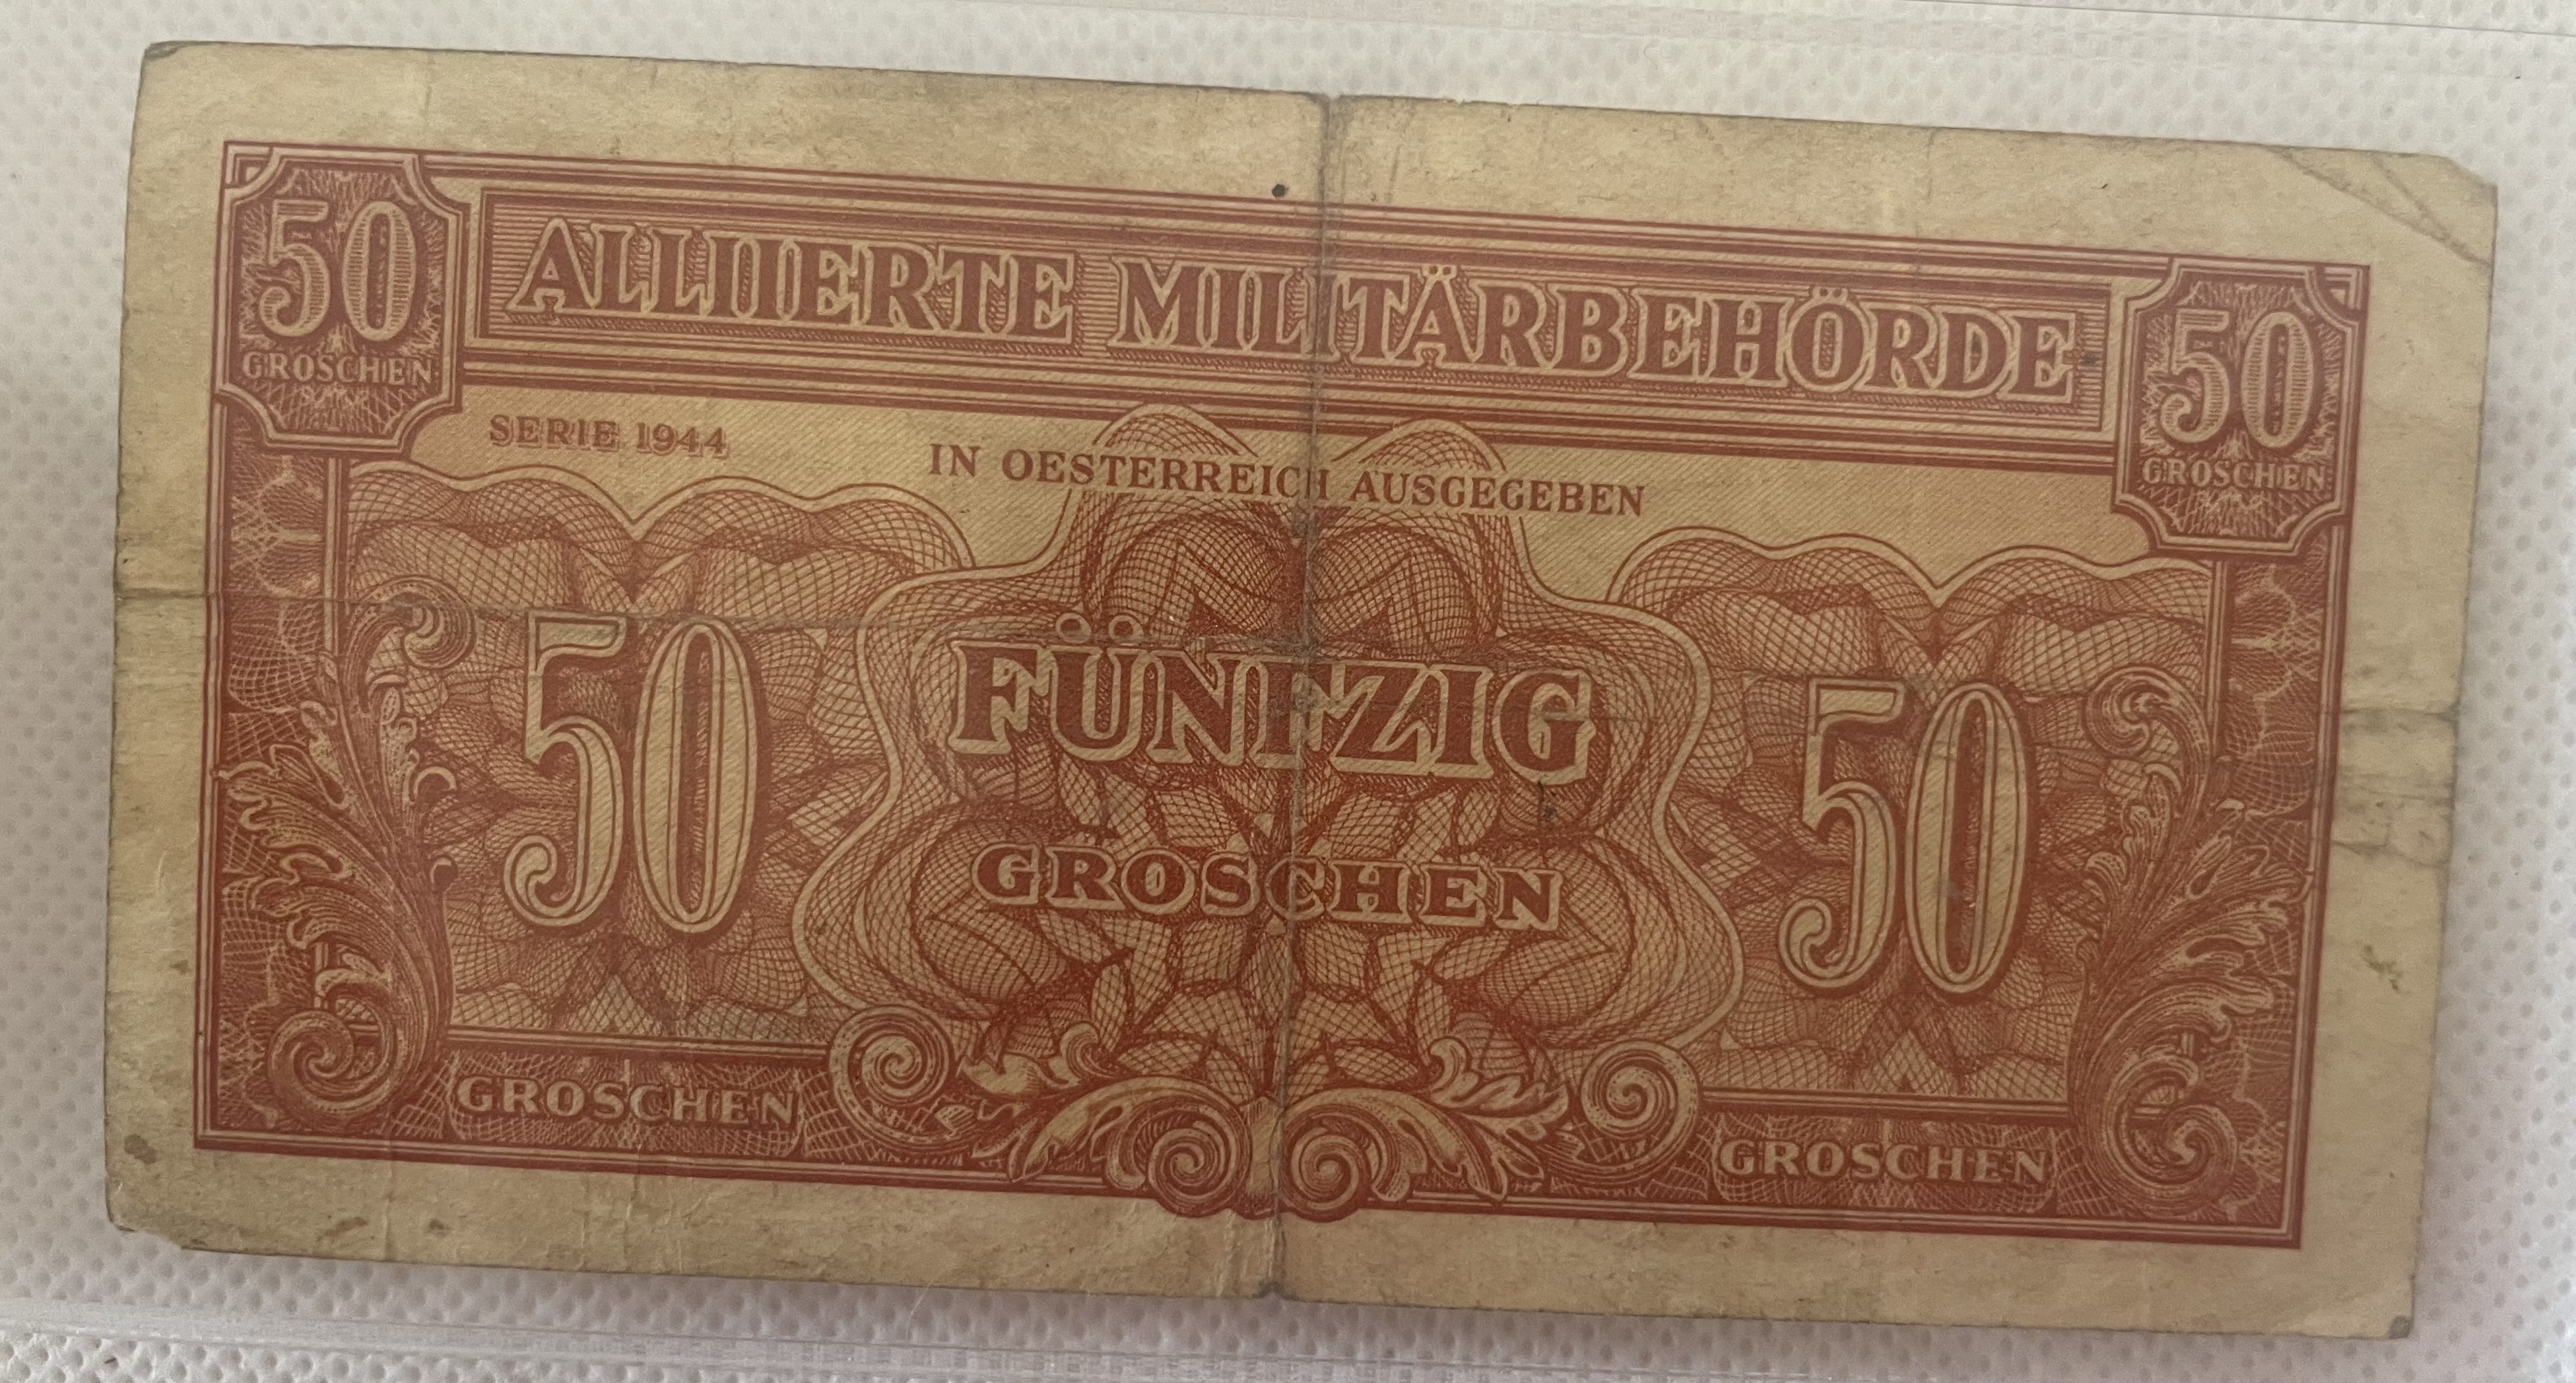 50 GROSCHEN
ALLIIERTE MILITÄRBEHÖRDE
50 GROSCHEN
SERIE 1944
IN OESTERREICH AUSGEGEBEN
50
FÜNFZIG
50
GROSCHEN
GROSCHEN
GROSCHEN